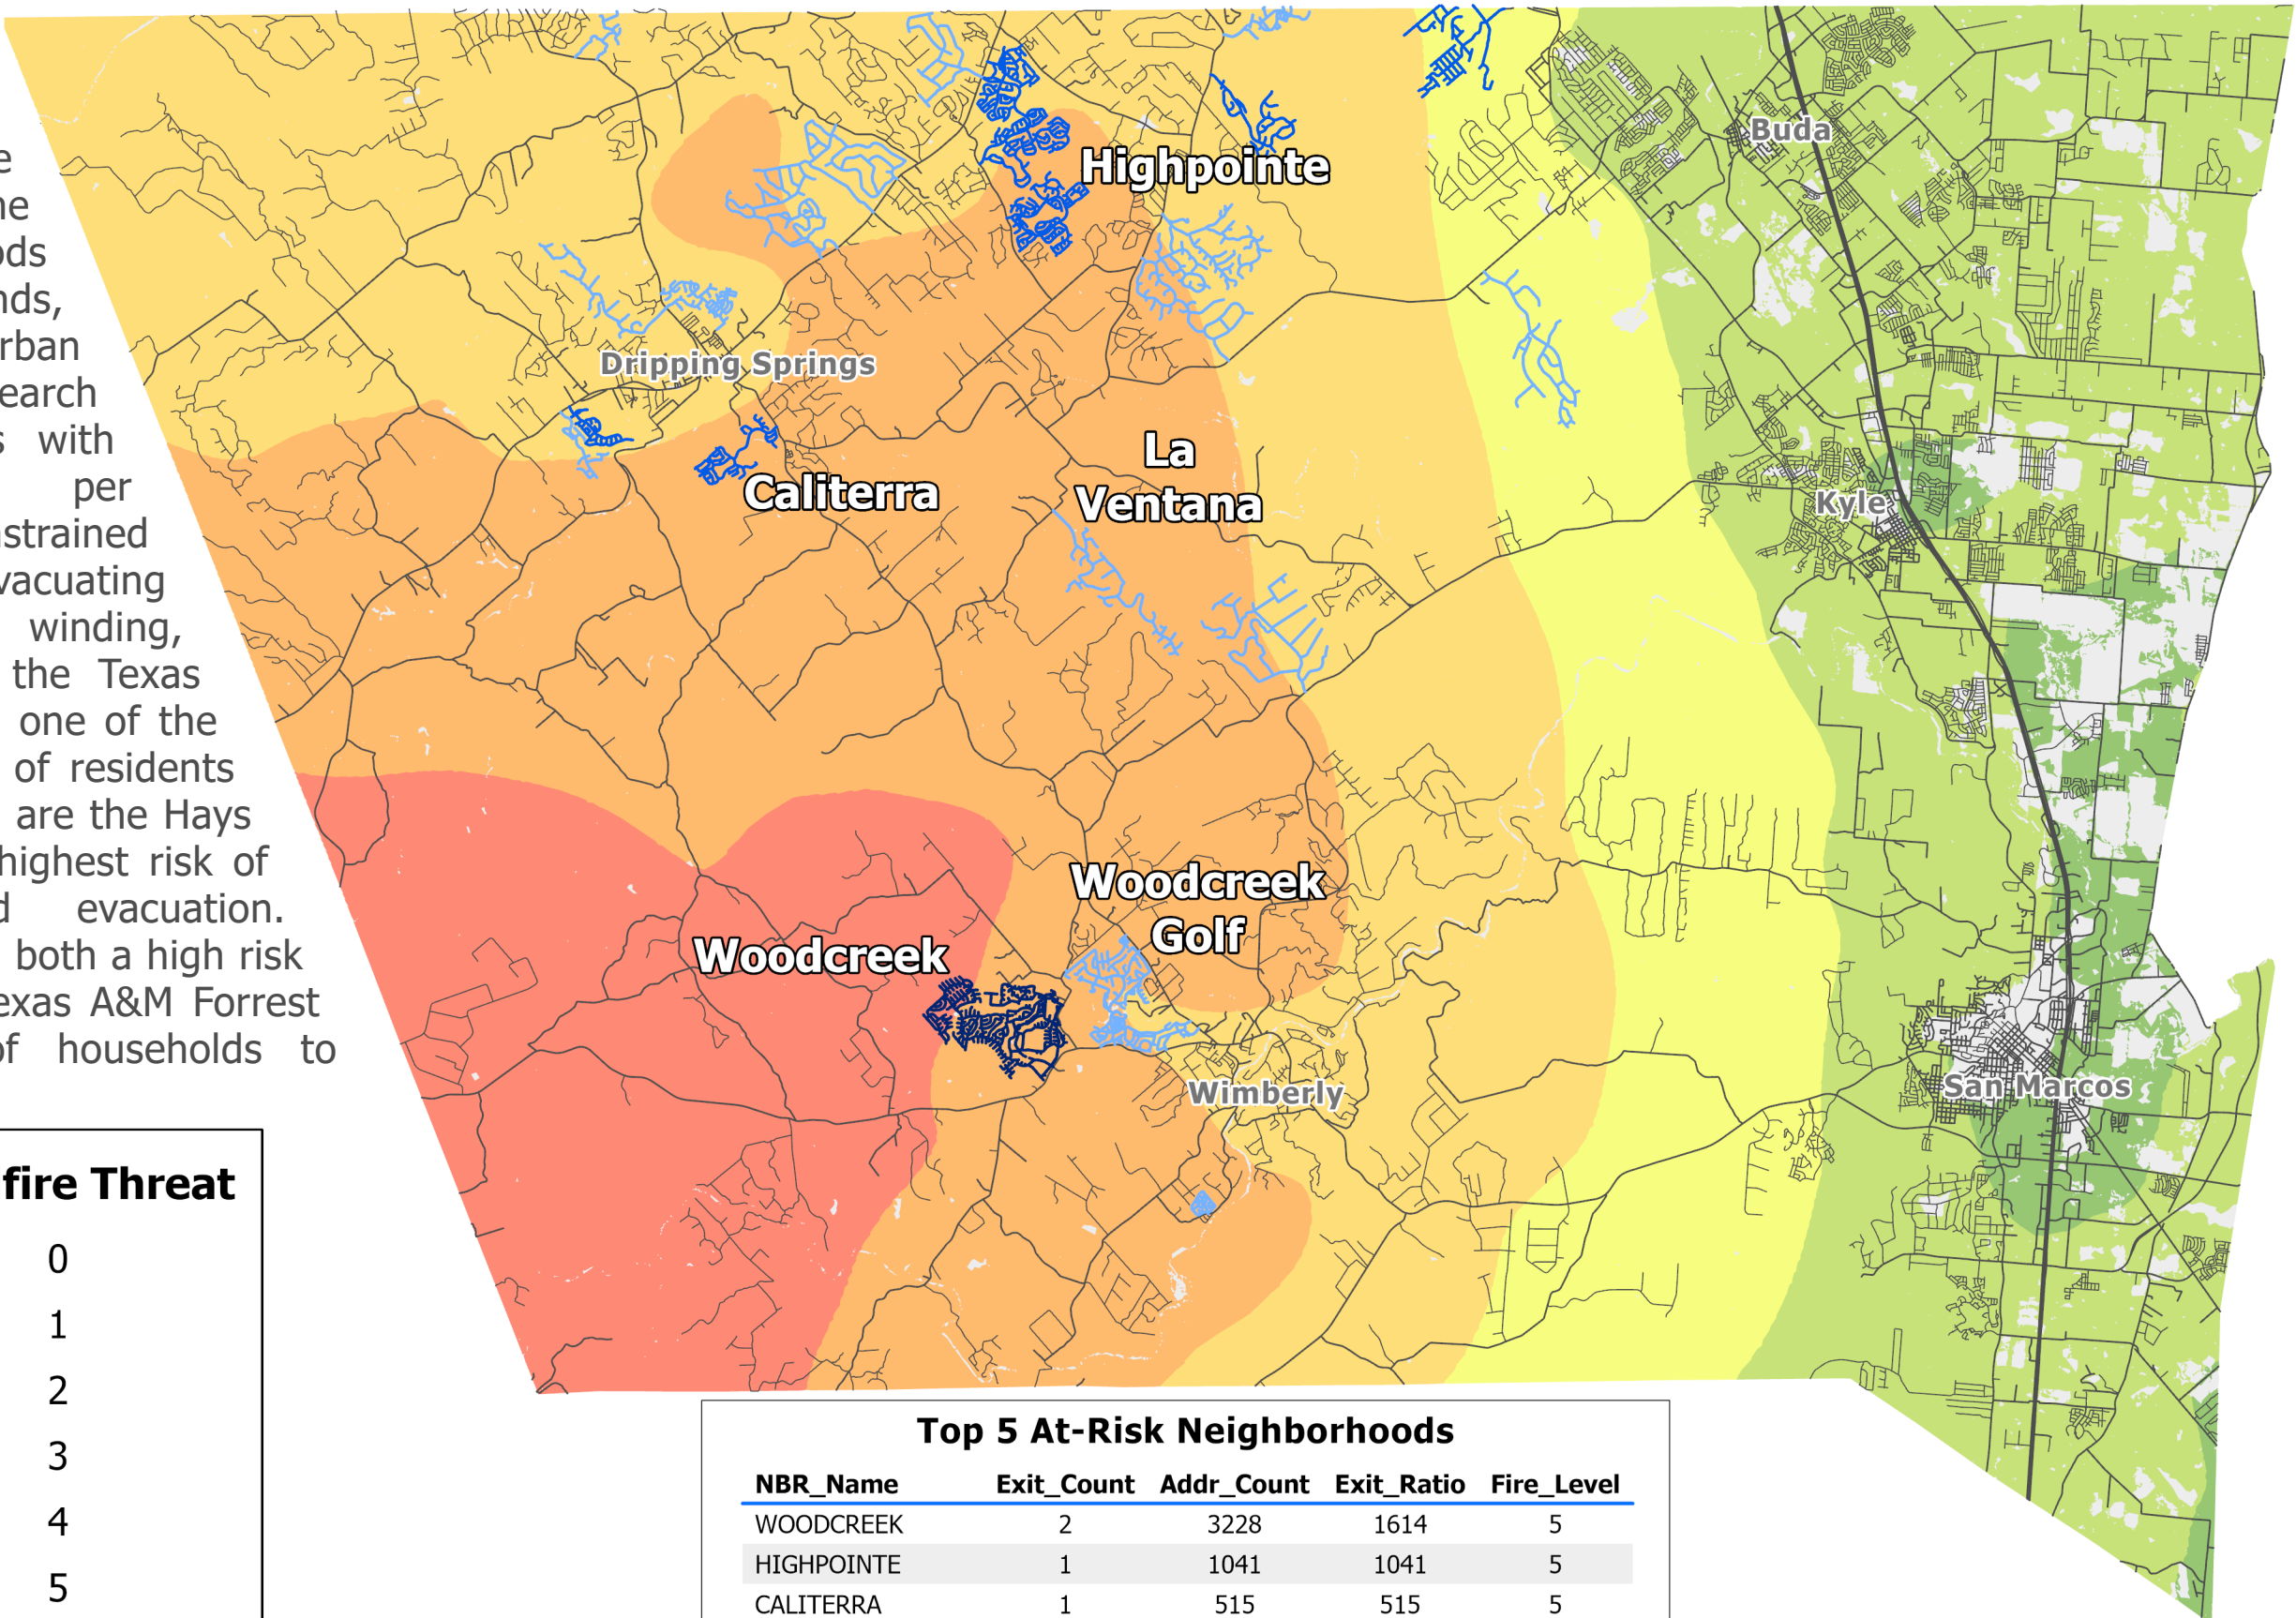 e
ne
ods
nds,
rban
earch
s with
per
nstrained
vacuating
winding,
the Texas
one of the
of residents
are the Hays
highest risk of
d evacuation.
both a high risk
exas A&M Forrest
of households to
fire Threat
0
1
2
3
4
5
Buda
Highpointe
Dripping Springs
La
Ventana
Caliterra
Kyle
Woodcreek
Golf
Woodcreek
San Marcos
Wimberly
Top 5 At-Risk Neighborhoods
NBR_Name Exit_Count Addr_Count Exit_Ratio Fire_Level
WOODCREEK 2 3228 1614 5
HIGHPOINTE 1 1041 1041 5
CALITERRA 1 515 515 5